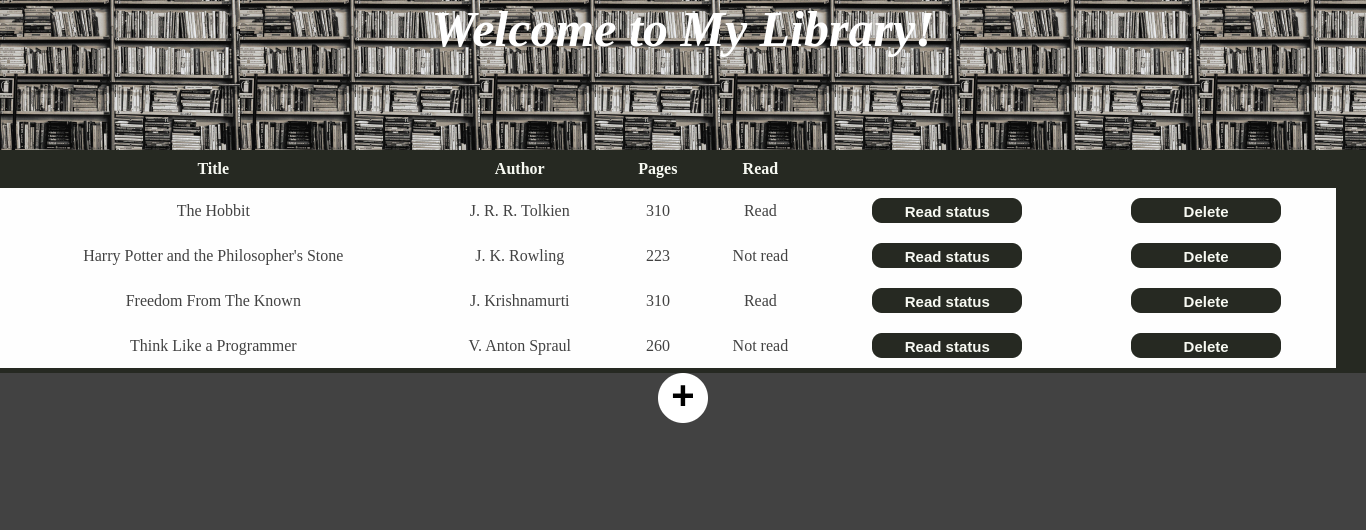 Welcome to My Library!
Title Author Pages Read
The Hobbit J. R. R. Tolkien 310 Read Read status Delete
Harry Potter and the Philosopher's Stone J. K. Rowling 223 Not read Read status Delete
Freedom From The Known J. Krishnamurti 310 Read Read status Delete
Think Like a Programmer V. Anton Spraul 260 Not read Read status Delete
+